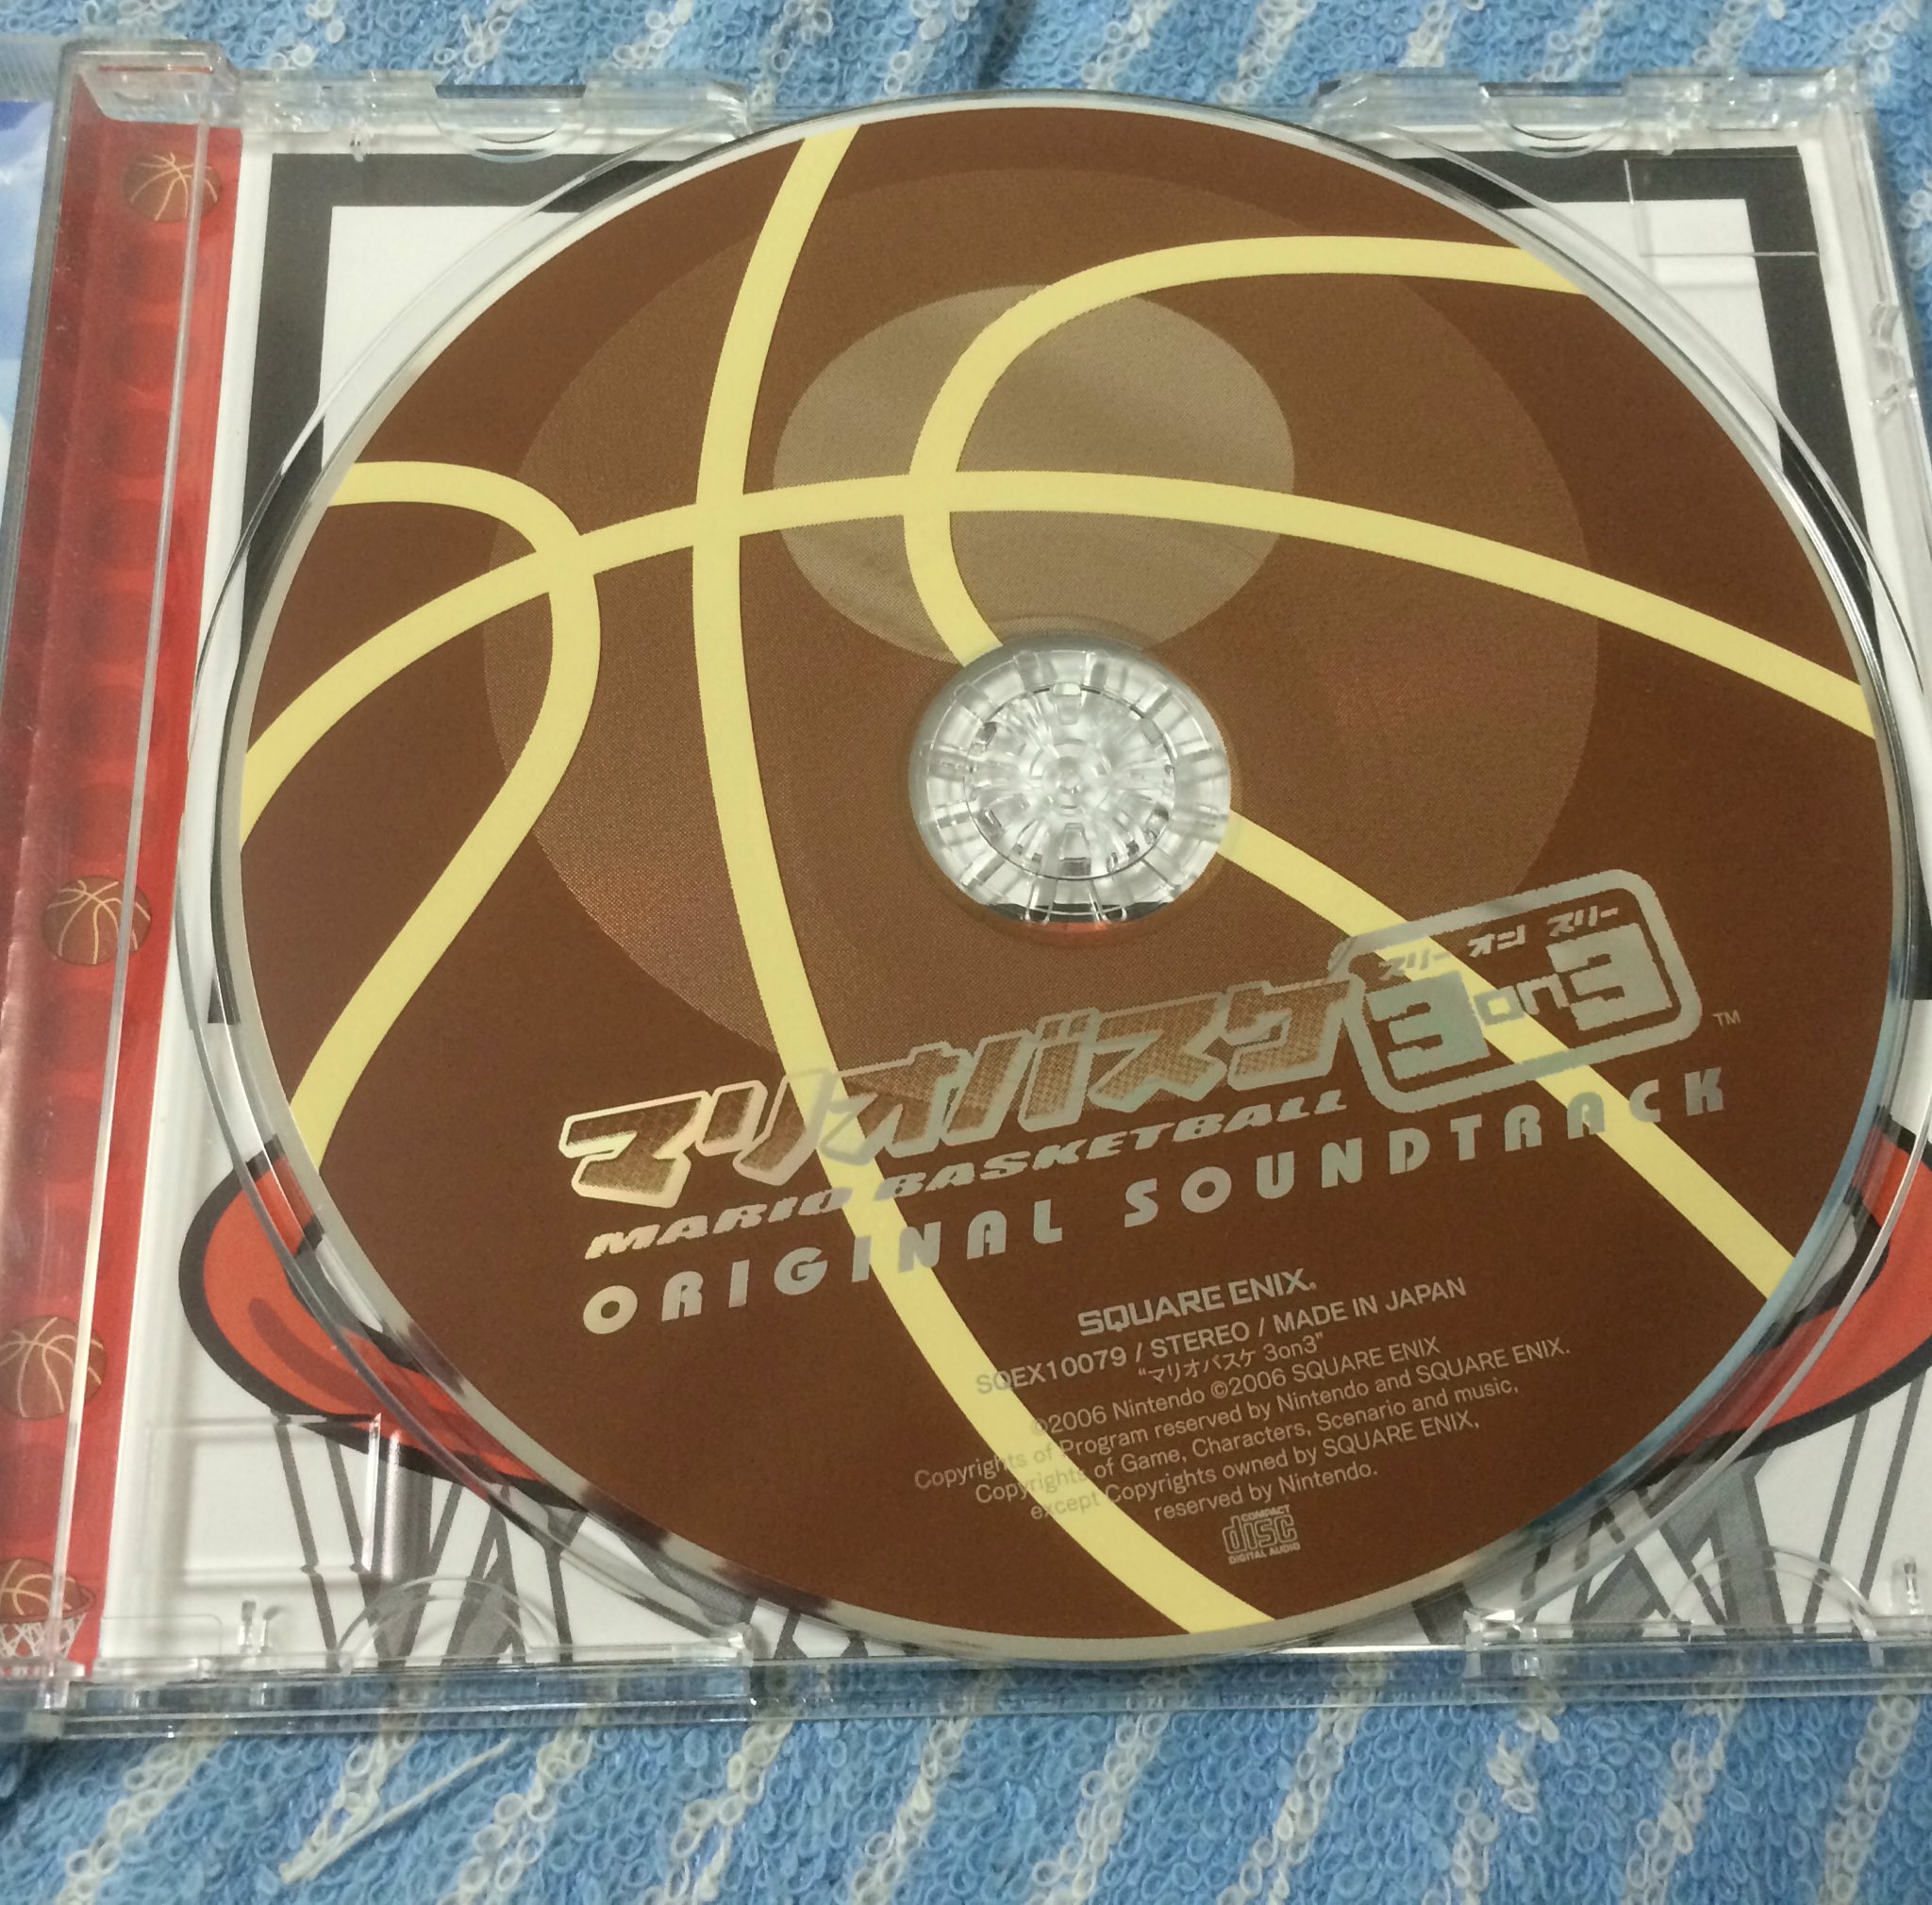 スリー オン スリー
マリオバスケ 3on3 ™
MARIO BASKETBALL
ORIGINAL SOUNDTRACK
SQUARE ENIX.
SQEX10079 / STEREO / MADE IN JAPAN
"マリオバスケ 3on3"
©2006 Nintendo ©2006 SQUARE ENIX
Copyrights of Program reserved by Nintendo and SQUARE ENIX.
Copyrights of Game, Characters, Scenario and music,
except Copyrights owned by SQUARE ENIX,
reserved by Nintendo.
COMPACT
disc
DIGITAL AUDIO